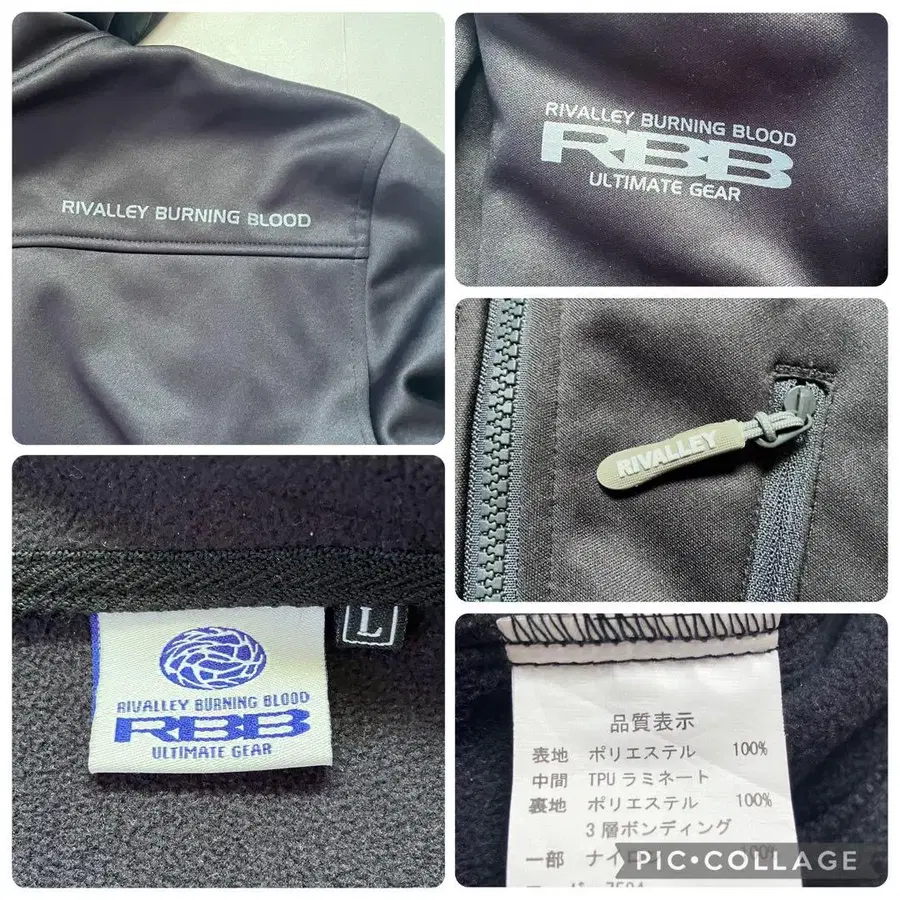 RIVALLEY BURNING BLOOD
RIVALLEY BURNING BLOOD
RBB
ULTIMATE GEAR
RIVALLEY
RIVALLEY BURNING BLOOD
RBB
ULTIMATE GEAR
L
品質表示
表地 ポリエステル 100%
中間 TPUラミネート
裏地 ポリエステル 100%
3層ボンディング
一部 100%
PIC•COLLAGE